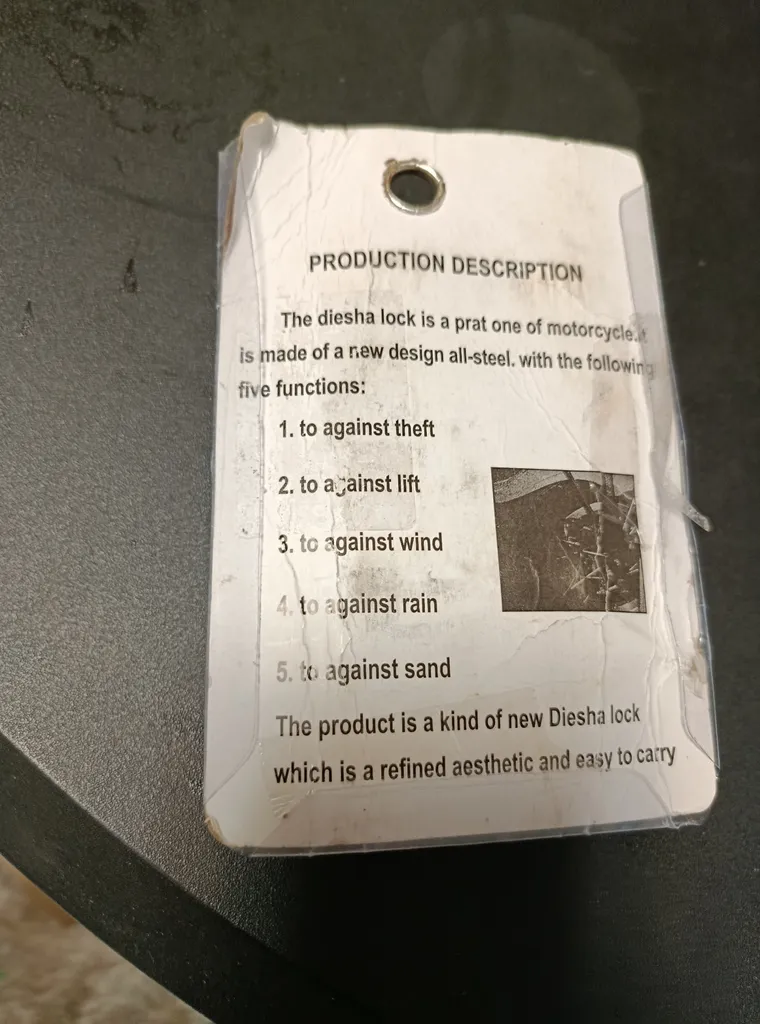 PRODUCTION DESCRIPTION
The diesha lock is a prat one of motorcycle.it
is made of a new design all-steel. with the following
five functions:
1. to against theft
2. to against lift
3. to against wind
4. to against rain
5. to against sand
The product is a kind of new Diesha lock
which is a refined aesthetic and easy to carry